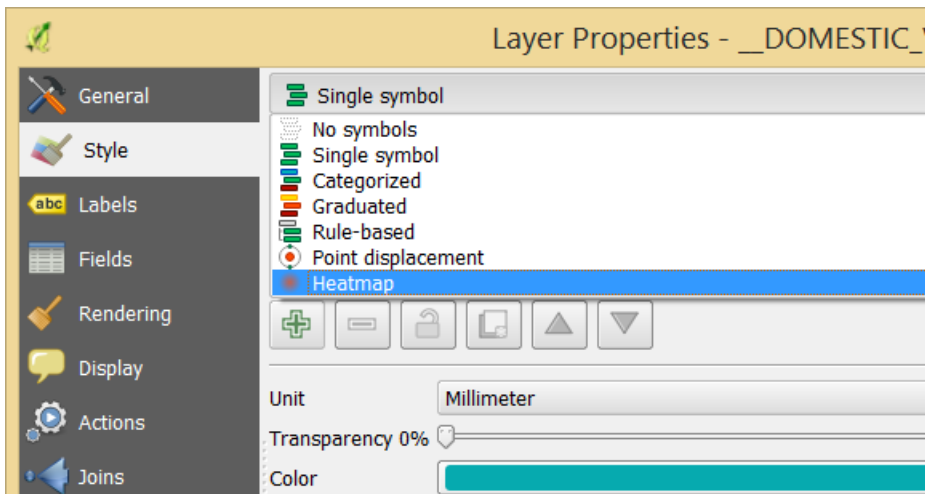 Layer Properties - __DOMESTIC_
General
Style
abc Labels
Fields
Rendering
Display
Actions
Joins
Single symbol
No symbols
Single symbol
Categorized
Graduated
Rule-based
Point displacement
Heatmap
Unit Millimeter
Transparency 0%
Color